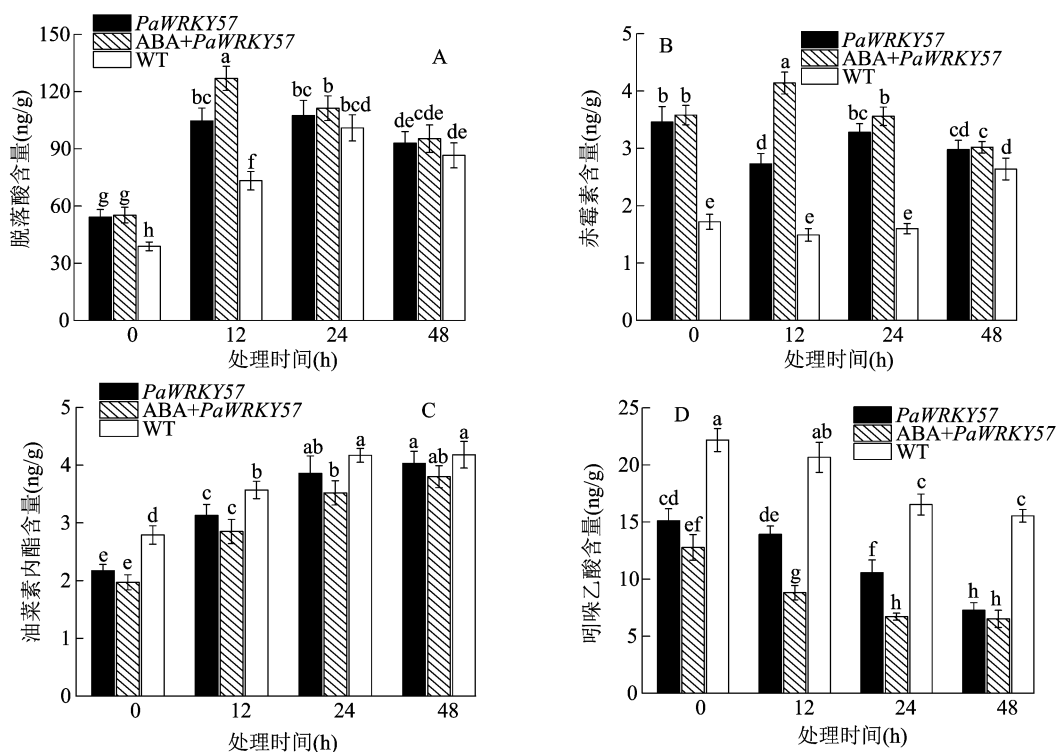 PaWRKY57
ABA+PaWRKY57
WT
A
脱落酸含量(ng/g)
150
120
90
60
30
0
g g h
bc a f
bc b bcd
de cde de
0 12 24 48
处理时间(h)
PaWRKY57
ABA+PaWRKY57
WT
B
赤霉素含量(ng/g)
5
4
3
2
1
0
b b e
d a e
bc b e
cd c d
0 12 24 48
处理时间(h)
PaWRKY57
ABA+PaWRKY57
WT
C
油菜素内酯含量(ng/g)
5
4
3
2
1
0
e e d
c c b
ab b a
a ab a
0 12 24 48
处理时间(h)
PaWRKY57
ABA+PaWRKY57
WT
D
吲哚乙酸含量(ng/g)
25
20
15
10
5
0
cd ef a
de g ab
f h c
h h c
0 12 24 48
处理时间(h)